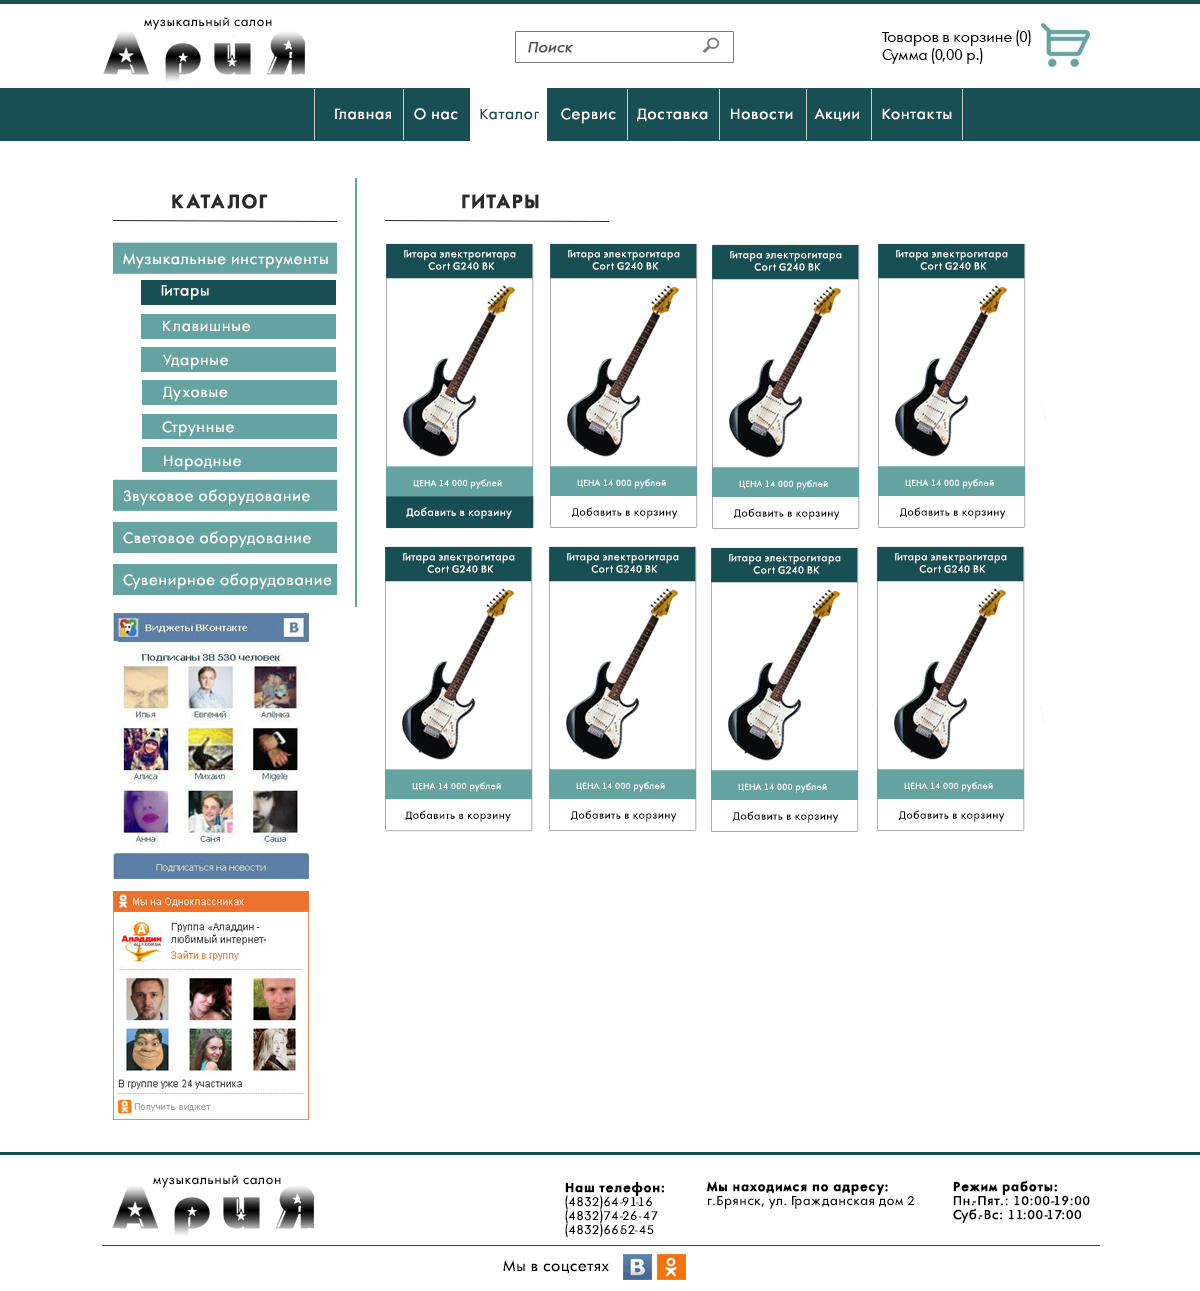 музыкальный салон
АриЯ
Поиск
Товаров в корзине (0)
Сумма (0,00 р.)
Главная
О нас
Каталог
Сервис
Доставка
Новости
Акции
Контакты
КАТАЛОГ
Музыкальные инструменты
Гитары
Клавишные
Ударные
Духовые
Струнные
Народные
Звуковое оборудование
Световое оборудование
Сувенирное оборудование
ГИТАРЫ
Гитара электрогитара
Cort G240 BK
ЦЕНА 14 000 рублей
Добавить в корзину
Гитара электрогитара
Cort G240 BK
ЦЕНА 14 000 рублей
Добавить в корзину
Гитара электрогитара
Cort G240 BK
ЦЕНА 14 000 рублей
Добавить в корзину
Гитара электрогитара
Cort G240 BK
ЦЕНА 14 000 рублей
Добавить в корзину
Гитара электрогитара
Cort G240 BK
ЦЕНА 14 000 рублей
Добавить в корзину
Гитара электрогитара
Cort G240 BK
ЦЕНА 14 000 рублей
Добавить в корзину
Гитара электрогитара
Cort G240 BK
ЦЕНА 14 000 рублей
Добавить в корзину
Гитара электрогитара
Cort G240 BK
ЦЕНА 14 000 рублей
Добавить в корзину
Виджеты ВКонтакте
В
Подписаны 38 530 человек
Илья
Евгений
Алёнка
Алиса
Михаил
Migele
Анна
Саня
Саша
Подписаться на новости
Мы на Одноклассниках
Аладдин
Группа «Аладдин -
любимый интернет-
Зайти в группу
В группе уже 24 участника
Получить виджет
музыкальный салон
АриЯ
Наш телефон:
(4832)64-91-16
(4832)74-26-47
(4832)66-52-45
Мы находимся по адресу:
г.Брянск, ул. Гражданская дом 2
Режим работы:
Пн.-Пят.: 10:00-19:00
Суб.-Вс: 11:00-17:00
Мы в соцсетях
В